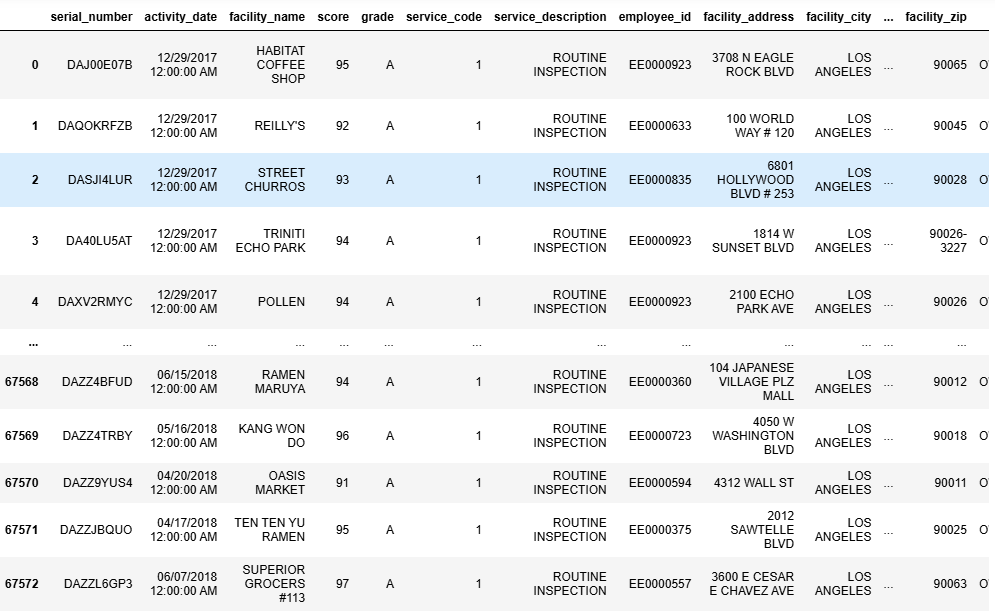 serial_number activity_date facility_name score grade service_code service_description employee_id facility_address facility_city ... facility_zip
0 DAJ00E07B 12/29/2017 12:00:00 AM HABITAT COFFEE SHOP 95 A 1 ROUTINE INSPECTION EE0000923 3708 N EAGLE ROCK BLVD LOS ANGELES ... 90065 O
1 DAQOKRFZB 12/29/2017 12:00:00 AM REILLY'S 92 A 1 ROUTINE INSPECTION EE0000633 100 WORLD WAY # 120 LOS ANGELES ... 90045 O
2 DASJI4LUR 12/29/2017 12:00:00 AM STREET CHURROS 93 A 1 ROUTINE INSPECTION EE0000835 6801 HOLLYWOOD BLVD # 253 LOS ANGELES ... 90028 O
3 DA40LU5AT 12/29/2017 12:00:00 AM TRINITI ECHO PARK 94 A 1 ROUTINE INSPECTION EE0000923 1814 W SUNSET BLVD LOS ANGELES ... 90026-3227 O
4 DAXV2RMYC 12/29/2017 12:00:00 AM POLLEN 94 A 1 ROUTINE INSPECTION EE0000923 2100 ECHO PARK AVE LOS ANGELES ... 90026 O
... ... ... ... ... ... ... ... ... ... ... ... ...
67568 DAZZ4BFUD 06/15/2018 12:00:00 AM RAMEN MARUYA 94 A 1 ROUTINE INSPECTION EE0000360 104 JAPANESE VILLAGE PLZ MALL LOS ANGELES ... 90012 O
67569 DAZZ4TRBY 05/16/2018 12:00:00 AM KANG WON DO 96 A 1 ROUTINE INSPECTION EE0000723 4050 W WASHINGTON BLVD LOS ANGELES ... 90018 O
67570 DAZZ9YUS4 04/20/2018 12:00:00 AM OASIS MARKET 91 A 1 ROUTINE INSPECTION EE0000594 4312 WALL ST LOS ANGELES ... 90011 O
67571 DAZZJBQUO 04/17/2018 12:00:00 AM TEN TEN YU RAMEN 95 A 1 ROUTINE INSPECTION EE0000375 2012 SAWTELLE BLVD LOS ANGELES ... 90025 O
67572 DAZZL6GP3 06/07/2018 12:00:00 AM SUPERIOR GROCERS #113 97 A 1 ROUTINE INSPECTION EE0000557 3600 E CESAR E CHAVEZ AVE LOS ANGELES ... 90063 O